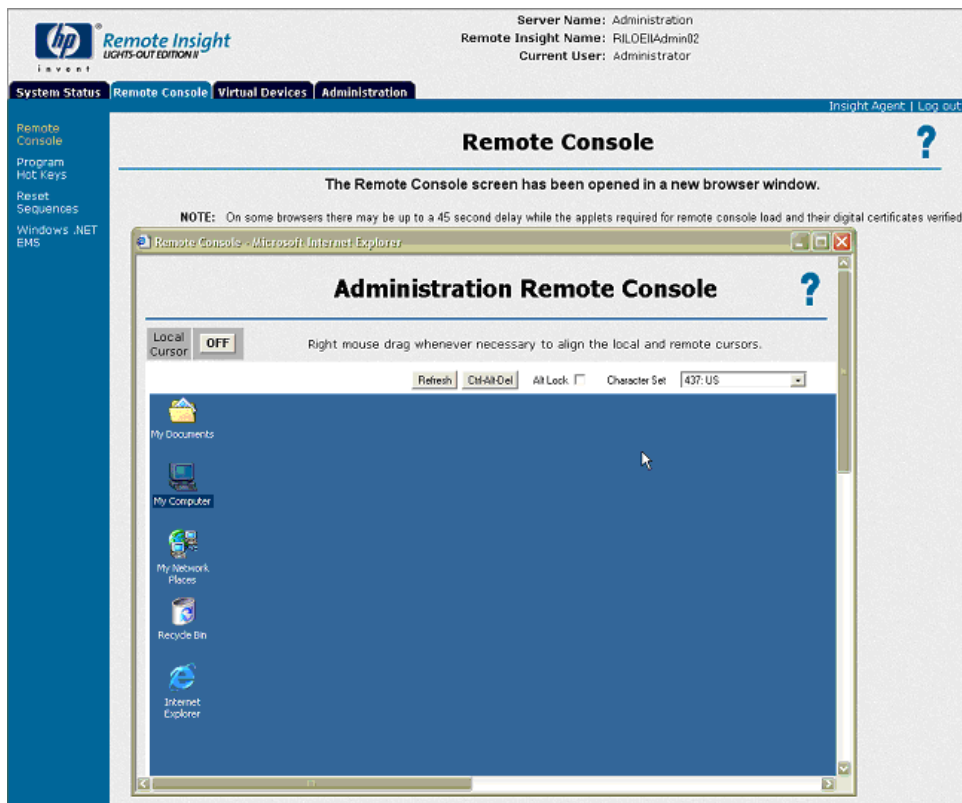 Server Name: Administration
Remote Insight Name: RILOEIIAdmin02
Current User: Administrator
hp
invent
Remote Insight
LIGHTS-OUT EDITION II
System Status
Remote Console
Virtual Devices
Administration
Insight Agent | Log out
Remote
Console
Program
Hot Keys
Reset
Sequences
Windows .NET
EMS
Remote Console
?
The Remote Console screen has been opened in a new browser window.
NOTE: On some browsers there may be up to a 45 second delay while the applets required for remote console load and their digital certificates verified
Remote Console - Microsoft Internet Explorer
Administration Remote Console
?
Local
Cursor
OFF
Right mouse drag whenever necessary to align the local and remote cursors.
Refresh
Ctrl-Alt-Del
Alt Lock
Character Set
437: US
My Documents
My Computer
My Network
Places
Recycle Bin
Internet
Explorer